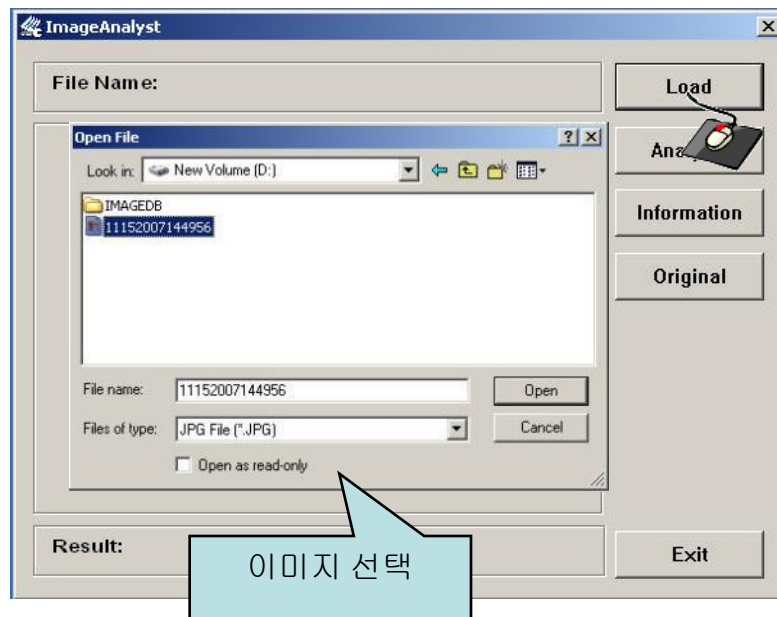 ImageAnalyst
File Name:
Load
Open File
Look in: New Volume (D:)
IMAGEDB
11152007144956
Information
Original
File name: 11152007144956
Open
Files of type: JPG File (*.JPG)
Cancel
Open as read-only
Result:
이미지 선택
Exit